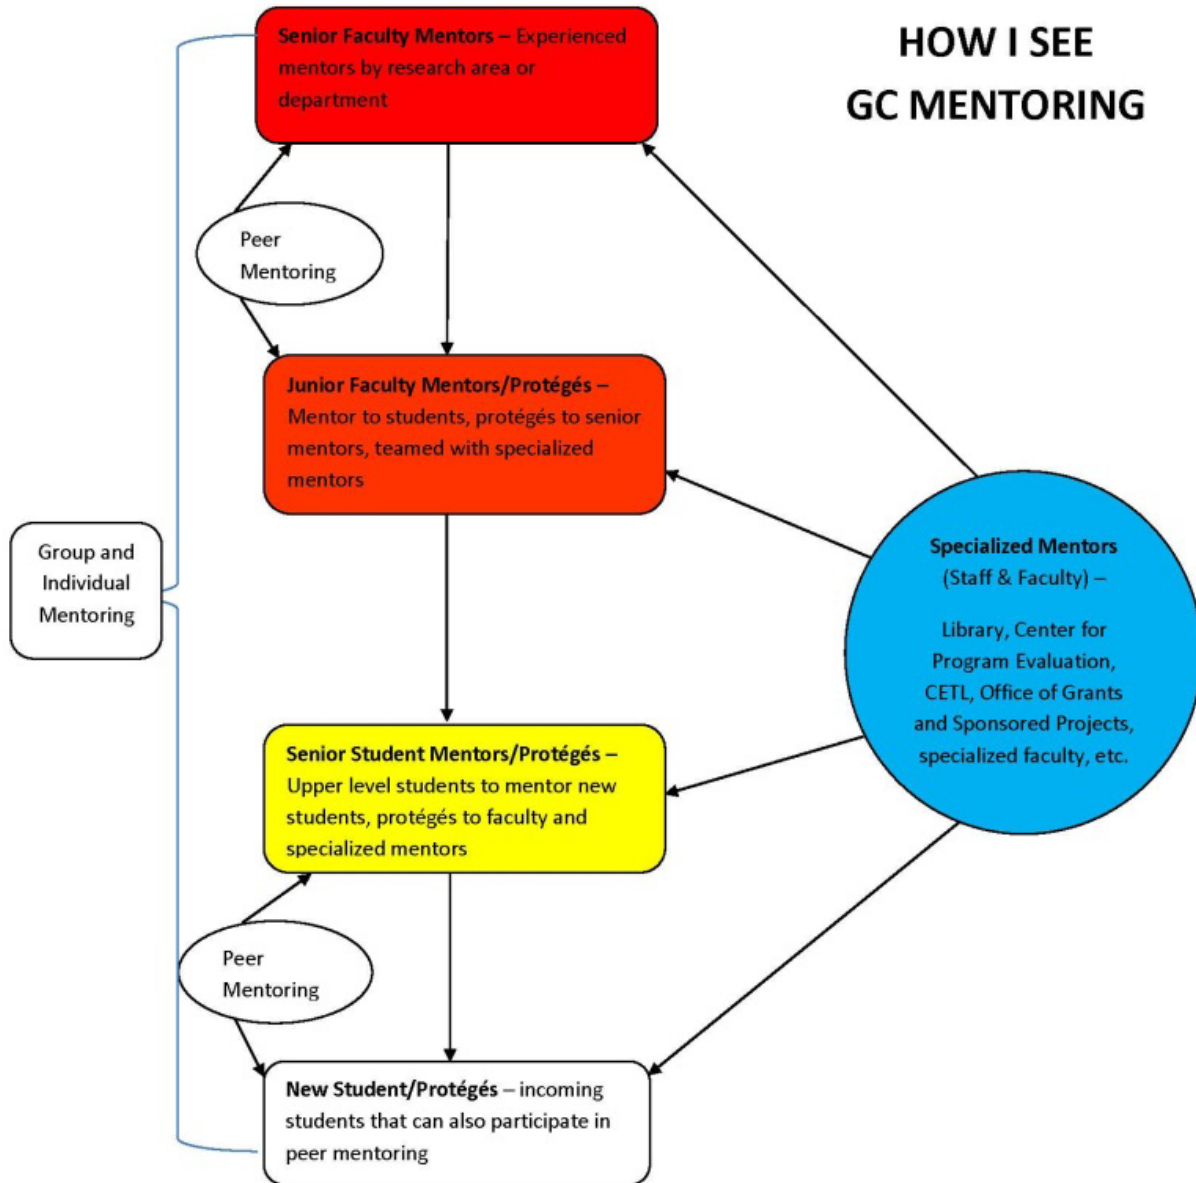 HOW I SEE
GC MENTORING
Senior Faculty Mentors – Experienced
mentors by research area or
department
Peer
Mentoring
Junior Faculty Mentors/Protégés –
Mentor to students, protégés to senior
mentors, teamed with specialized
mentors
Group and
Individual
Mentoring
Specialized Mentors
(Staff & Faculty) –
Library, Center for
Program Evaluation,
CETL, Office of Grants
and Sponsored Projects,
specialized faculty, etc.
Senior Student Mentors/Protégés –
Upper level students to mentor new
students, protégés to faculty and
specialized mentors
Peer
Mentoring
New Student/Protégés – incoming
students that can also participate in
peer mentoring